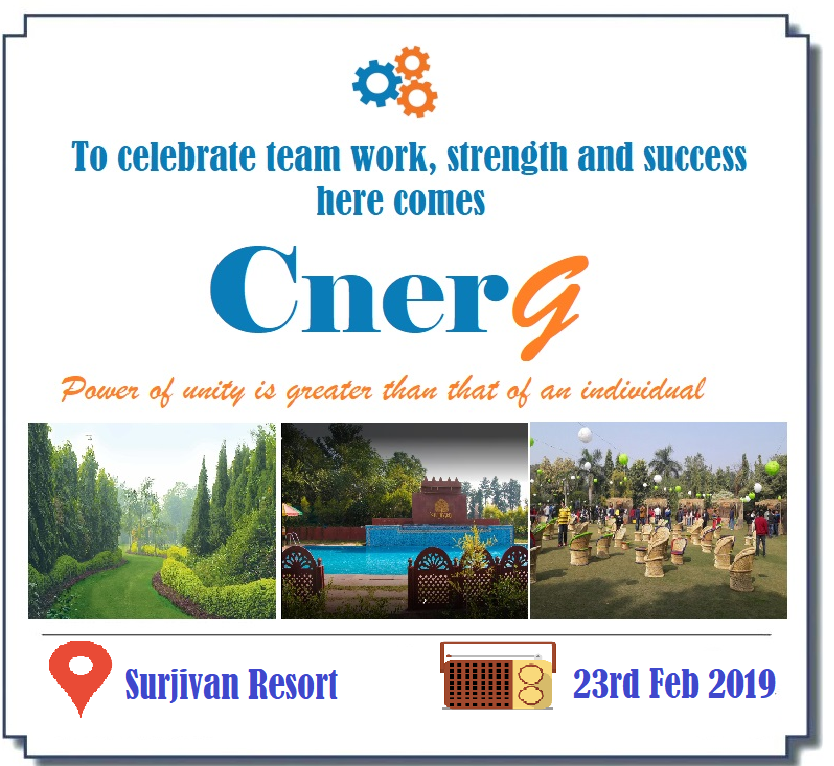 To celebrate team work, strength and success
here comes
CnerG
Power of unity is greater than that of an individual
Surjivan Resort
23rd Feb 2019